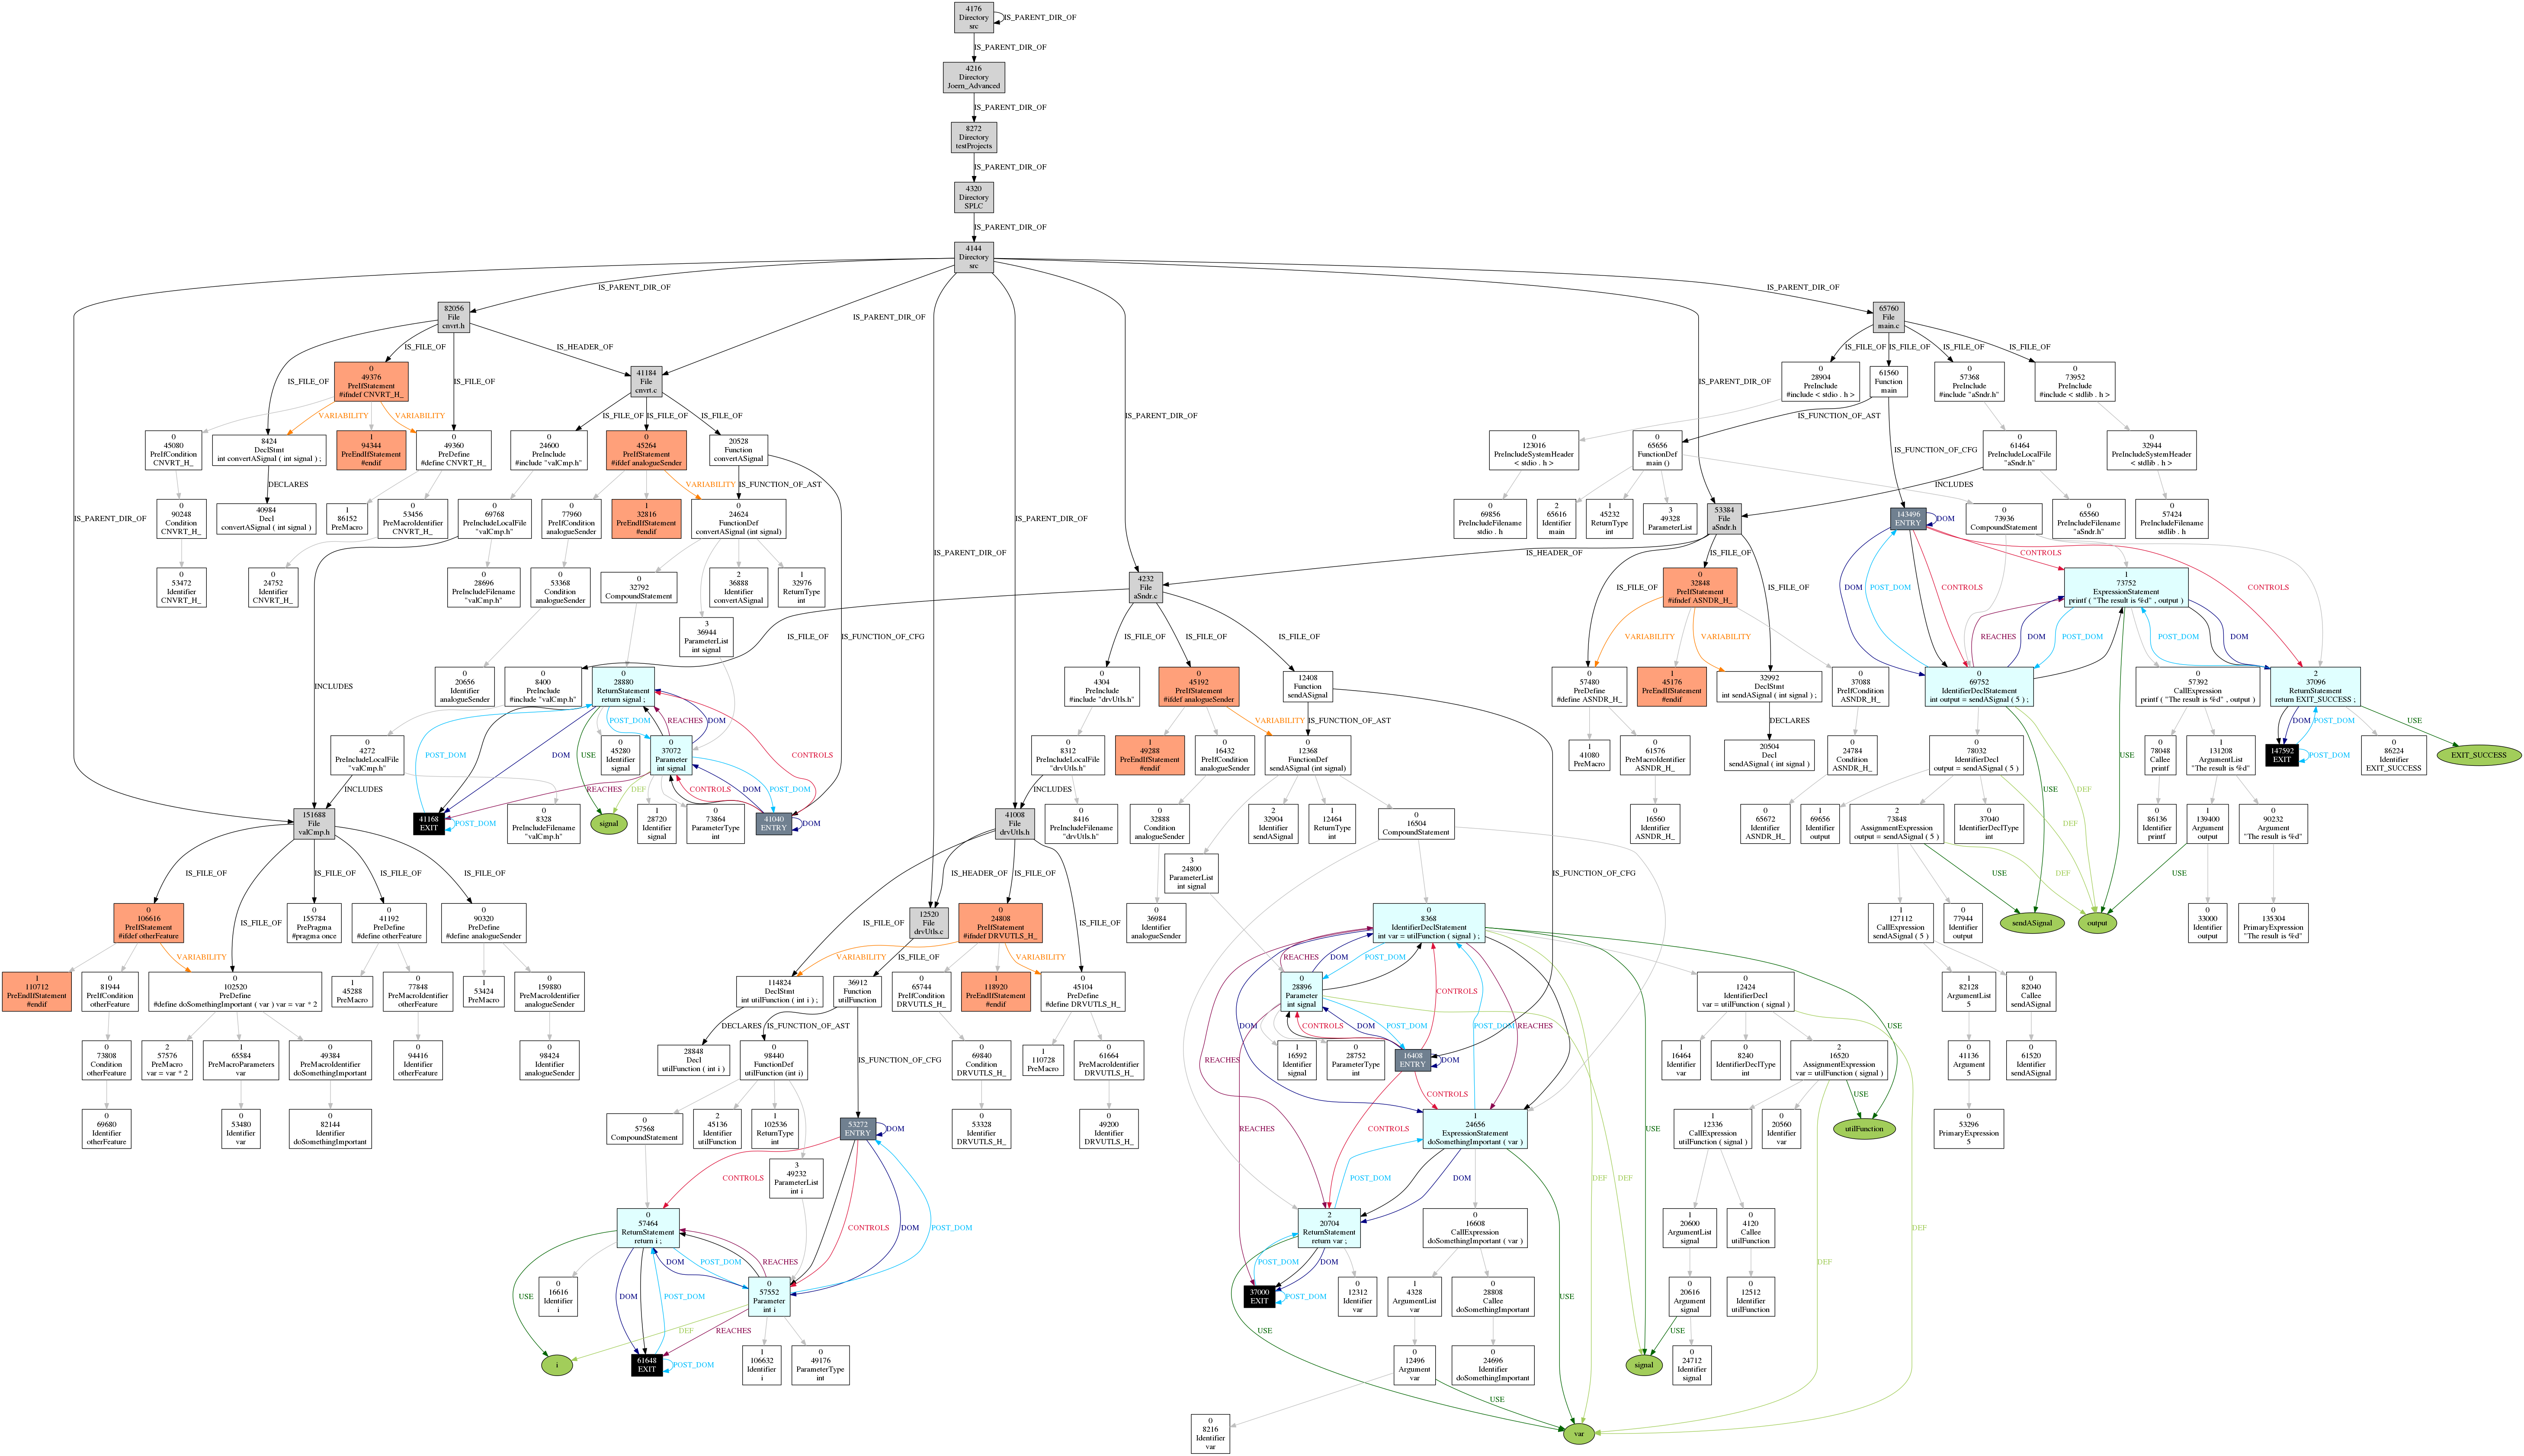 4176
Directory
src
IS_PARENT_DIR_OF
IS_PARENT_DIR_OF
4216
Directory
Joern_Advanced
IS_PARENT_DIR_OF
8272
Directory
testProjects
IS_PARENT_DIR_OF
4320
Directory
SPLC
IS_PARENT_DIR_OF
4144
Directory
src
IS_PARENT_DIR_OF
IS_PARENT_DIR_OF
IS_PARENT_DIR_OF
IS_PARENT_DIR_OF
IS_PARENT_DIR_OF
IS_PARENT_DIR_OF
IS_PARENT_DIR_OF
IS_PARENT_DIR_OF
82056
File
cnvrt.h
IS_FILE_OF
IS_FILE_OF
IS_FILE_OF
IS_HEADER_OF
0
49376
PreIfStatement
#ifndef CNVRT_H_
VARIABILITY
VARIABILITY
0
45080
PreIfCondition
CNVRT_H_
8424
DeclStmt
int convertASignal ( int signal ) ;
1
94344
PreEndIfStatement
#endif
0
49360
PreDefine
#define CNVRT_H_
DECLARES
0
90248
Condition
CNVRT_H_
40984
Decl
convertASignal ( int signal )
1
86152
PreMacro
0
53456
PreMacroIdentifier
CNVRT_H_
0
53472
Identifier
CNVRT_H_
0
24752
Identifier
CNVRT_H_
41184
File
cnvrt.c
IS_FILE_OF
IS_FILE_OF
IS_FILE_OF
0
24600
PreInclude
#include "valCmp.h"
0
45264
PreIfStatement
#ifdef analogueSender
20528
Function
convertASignal
VARIABILITY
IS_FUNCTION_OF_AST
IS_FUNCTION_OF_CFG
0
69768
PreIncludeLocalFile
"valCmp.h"
0
77960
PreIfCondition
analogueSender
1
32816
PreEndIfStatement
#endif
0
24624
FunctionDef
convertASignal (int signal)
0
28696
PreIncludeFilename
"valCmp.h"
0
53368
Condition
analogueSender
0
32792
CompoundStatement
2
36888
Identifier
convertASignal
1
32976
ReturnType
int
3
36944
ParameterList
int signal
0
20656
Identifier
analogueSender
0
8400
PreInclude
#include "valCmp.h"
0
28880
ReturnStatement
return signal ;
INCLUDES
POST_DOM
REACHES
DOM
CONTROLS
0
4272
PreIncludeLocalFile
"valCmp.h"
POST_DOM
DOM
USE
0
45280
Identifier
signal
0
37072
Parameter
int signal
INCLUDES
REACHES
DEF
CONTROLS
DOM
POST_DOM
0
8328
PreIncludeFilename
"valCmp.h"
41168
EXIT
POST_DOM
signal
1
28720
Identifier
signal
0
73864
ParameterType
int
41040
ENTRY
DOM
151688
File
valCmp.h
IS_FILE_OF
IS_FILE_OF
IS_FILE_OF
IS_FILE_OF
IS_FILE_OF
0
106616
PreIfStatement
#ifdef otherFeature
0
155784
PrePragma
#pragma once
0
41192
PreDefine
#define otherFeature
0
90320
PreDefine
#define analogueSender
VARIABILITY
1
110712
PreEndIfStatement
#endif
0
81944
PreIfCondition
otherFeature
0
102520
PreDefine
#define doSomethingImportant ( var ) var = var * 2
1
45288
PreMacro
0
77848
PreMacroIdentifier
otherFeature
1
53424
PreMacro
0
159880
PreMacroIdentifier
analogueSender
0
73808
Condition
otherFeature
2
57576
PreMacro
var = var * 2
1
65584
PreMacroParameters
var
0
49384
PreMacroIdentifier
doSomethingImportant
0
94416
Identifier
otherFeature
0
98424
Identifier
analogueSender
0
69680
Identifier
otherFeature
0
53480
Identifier
var
0
82144
Identifier
doSomethingImportant
4232
File
aSndr.c
IS_FILE_OF
IS_FILE_OF
IS_FILE_OF
IS_FILE_OF
0
4304
PreInclude
#include "drvUtls.h"
0
45192
PreIfStatement
#ifdef analogueSender
12408
Function
sendASignal
VARIABILITY
IS_FUNCTION_OF_AST
IS_FUNCTION_OF_CFG
0
8312
PreIncludeLocalFile
"drvUtls.h"
1
49288
PreEndIfStatement
#endif
0
16432
PreIfCondition
analogueSender
0
12368
FunctionDef
sendASignal (int signal)
INCLUDES
41008
File
drvUtls.h
0
8416
PreIncludeFilename
"drvUtls.h"
0
32888
Condition
analogueSender
2
32904
Identifier
sendASignal
1
12464
ReturnType
int
0
16504
CompoundStatement
3
24800
ParameterList
int signal
0
36984
Identifier
analogueSender
IS_HEADER_OF
IS_FILE_OF
IS_FILE_OF
IS_FILE_OF
12520
File
drvUtls.c
0
24808
PreIfStatement
#ifndef DRVUTLS_H_
VARIABILITY
IS_FILE_OF
VARIABILITY
114824
DeclStmt
int utilFunction ( int i ) ;
36912
Function
utilFunction
0
65744
PreIfCondition
DRVUTLS_H_
1
118920
PreEndIfStatement
#endif
0
45104
PreDefine
#define DRVUTLS_H_
DECLARES
IS_FUNCTION_OF_AST
IS_FUNCTION_OF_CFG
28848
Decl
utilFunction ( int i )
0
98440
FunctionDef
utilFunction (int i)
0
69840
Condition
DRVUTLS_H_
1
110728
PreMacro
0
61664
PreMacroIdentifier
DRVUTLS_H_
0
57568
CompoundStatement
2
45136
Identifier
utilFunction
1
102536
ReturnType
int
53272
ENTRY
DOM
0
53328
Identifier
DRVUTLS_H_
0
49200
Identifier
DRVUTLS_H_
3
49232
ParameterList
int i
CONTROLS
CONTROLS
DOM
POST_DOM
0
57464
ReturnStatement
return i ;
USE
DOM
POST_DOM
DOM
POST_DOM
REACHES
0
16616
Identifier
i
0
57552
Parameter
int i
DEF
REACHES
i
61648
EXIT
POST_DOM
1
106632
Identifier
i
0
49176
ParameterType
int
0
8368
IdentifierDeclStatement
int var = utilFunction ( signal ) ;
REACHES
DOM
POST_DOM
CONTROLS
0
28896
Parameter
int signal
REACHES
DOM
CONTROLS
DOM
POST_DOM
POST_DOM
REACHES
1
16592
Identifier
signal
0
28752
ParameterType
int
16408
ENTRY
DOM
CONTROLS
REACHES
CONTROLS
1
24656
ExpressionStatement
doSomethingImportant ( var )
POST_DOM
DOM
USE
DEF
DEF
USE
USE
DEF
2
20704
ReturnStatement
return var ;
POST_DOM
DOM
USE
0
16608
CallExpression
doSomethingImportant ( var )
37000
EXIT
POST_DOM
0
12312
Identifier
var
1
4328
ArgumentList
var
0
28808
Callee
doSomethingImportant
0
12496
Argument
var
0
24696
Identifier
doSomethingImportant
USE
0
8216
Identifier
var
var
0
12424
IdentifierDecl
var = utilFunction ( signal )
1
16464
Identifier
var
0
8240
IdentifierDeclType
int
2
16520
AssignmentExpression
var = utilFunction ( signal )
USE
DEF
1
12336
CallExpression
utilFunction ( signal )
0
20560
Identifier
var
utilFunction
1
20600
ArgumentList
signal
0
4120
Callee
utilFunction
0
20616
Argument
signal
0
12512
Identifier
utilFunction
USE
signal
0
24712
Identifier
signal
65760
File
main.c
IS_FILE_OF
IS_FILE_OF
IS_FILE_OF
IS_FILE_OF
0
28904
PreInclude
#include < stdio . h >
61560
Function
main
0
57368
PreInclude
#include "aSndr.h"
0
73952
PreInclude
#include < stdlib . h >
IS_FUNCTION_OF_AST
IS_FUNCTION_OF_CFG
0
123016
PreIncludeSystemHeader
< stdio . h >
0
65656
FunctionDef
main ()
0
61464
PreIncludeLocalFile
"aSndr.h"
0
32944
PreIncludeSystemHeader
< stdlib . h >
INCLUDES
0
69856
PreIncludeFilename
stdio . h
2
65616
Identifier
main
1
45232
ReturnType
int
3
49328
ParameterList
53384
File
aSndr.h
143496
ENTRY
DOM
0
73936
CompoundStatement
0
65560
PreIncludeFilename
"aSndr.h"
0
57424
PreIncludeFilename
stdlib . h
IS_HEADER_OF
IS_FILE_OF
IS_FILE_OF
IS_FILE_OF
0
32848
PreIfStatement
#ifndef ASNDR_H_
VARIABILITY
VARIABILITY
0
57480
PreDefine
#define ASNDR_H_
1
45176
PreEndIfStatement
#endif
32992
DeclStmt
int sendASignal ( int signal ) ;
0
37088
PreIfCondition
ASNDR_H_
DECLARES
1
41080
PreMacro
0
61576
PreMacroIdentifier
ASNDR_H_
20504
Decl
sendASignal ( int signal )
0
24784
Condition
ASNDR_H_
0
16560
Identifier
ASNDR_H_
0
65672
Identifier
ASNDR_H_
CONTROLS
DOM
POST_DOM
CONTROLS
CONTROLS
1
73752
ExpressionStatement
printf ( "The result is %d" , output )
REACHES
DOM
POST_DOM
POST_DOM
DOM
0
69752
IdentifierDeclStatement
int output = sendASignal ( 5 ) ;
0
57392
CallExpression
printf ( "The result is %d" , output )
2
37096
ReturnStatement
return EXIT_SUCCESS ;
USE
USE
DEF
DOM
POST_DOM
USE
0
78032
IdentifierDecl
output = sendASignal ( 5 )
0
78048
Callee
printf
1
131208
ArgumentList
"The result is %d"
147592
EXIT
POST_DOM
0
86224
Identifier
EXIT_SUCCESS
EXIT_SUCCESS
DEF
1
69656
Identifier
output
2
73848
AssignmentExpression
output = sendASignal ( 5 )
0
37040
IdentifierDeclType
int
0
86136
Identifier
printf
1
139400
Argument
output
0
90232
Argument
"The result is %d"
USE
DEF
USE
1
127112
CallExpression
sendASignal ( 5 )
0
77944
Identifier
output
sendASignal
output
0
33000
Identifier
output
0
135304
PrimaryExpression
"The result is %d"
1
82128
ArgumentList
5
0
82040
Callee
sendASignal
0
41136
Argument
5
0
61520
Identifier
sendASignal
0
53296
PrimaryExpression
5